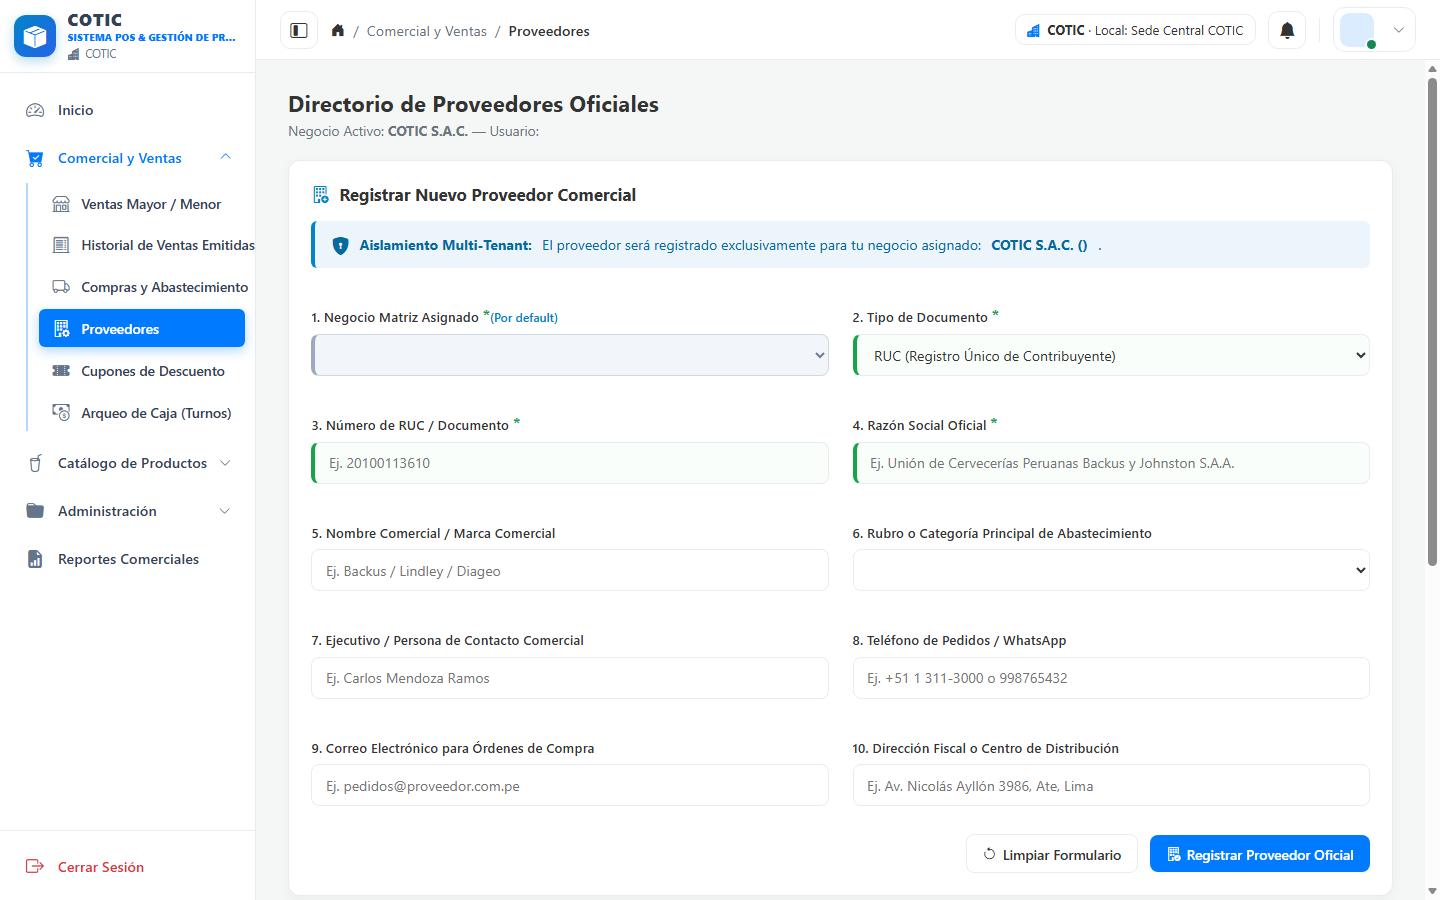 COTIC
SISTEMA POS & GESTIÓN DE PR...
COTIC
Inicio
Comercial y Ventas
Ventas Mayor / Menor
Historial de Ventas Emitidas
Compras y Abastecimiento
Proveedores
Cupones de Descuento
Arqueo de Caja (Turnos)
Catálogo de Productos
Administración
Reportes Comerciales
Cerrar Sesión
/ Comercial y Ventas / Proveedores
COTIC · Local: Sede Central COTIC
Directorio de Proveedores Oficiales
Negocio Activo: COTIC S.A.C. — Usuario:
Registrar Nuevo Proveedor Comercial
Aislamiento Multi-Tenant: El proveedor será registrado exclusivamente para tu negocio asignado: COTIC S.A.C. () .
1. Negocio Matriz Asignado *(Por default)
2. Tipo de Documento *
RUC (Registro Único de Contribuyente)
3. Número de RUC / Documento *
4. Razón Social Oficial *
Ej. 20100113610
Ej. Unión de Cervecerías Peruanas Backus y Johnston S.A.A.
5. Nombre Comercial / Marca Comercial
6. Rubro o Categoría Principal de Abastecimiento
Ej. Backus / Lindley / Diageo
7. Ejecutivo / Persona de Contacto Comercial
8. Teléfono de Pedidos / WhatsApp
Ej. Carlos Mendoza Ramos
Ej. +51 1 311-3000 o 998765432
9. Correo Electrónico para Órdenes de Compra
10. Dirección Fiscal o Centro de Distribución
Ej. pedidos@proveedor.com.pe
Ej. Av. Nicolás Ayllón 3986, Ate, Lima
Limpiar Formulario
Registrar Proveedor Oficial